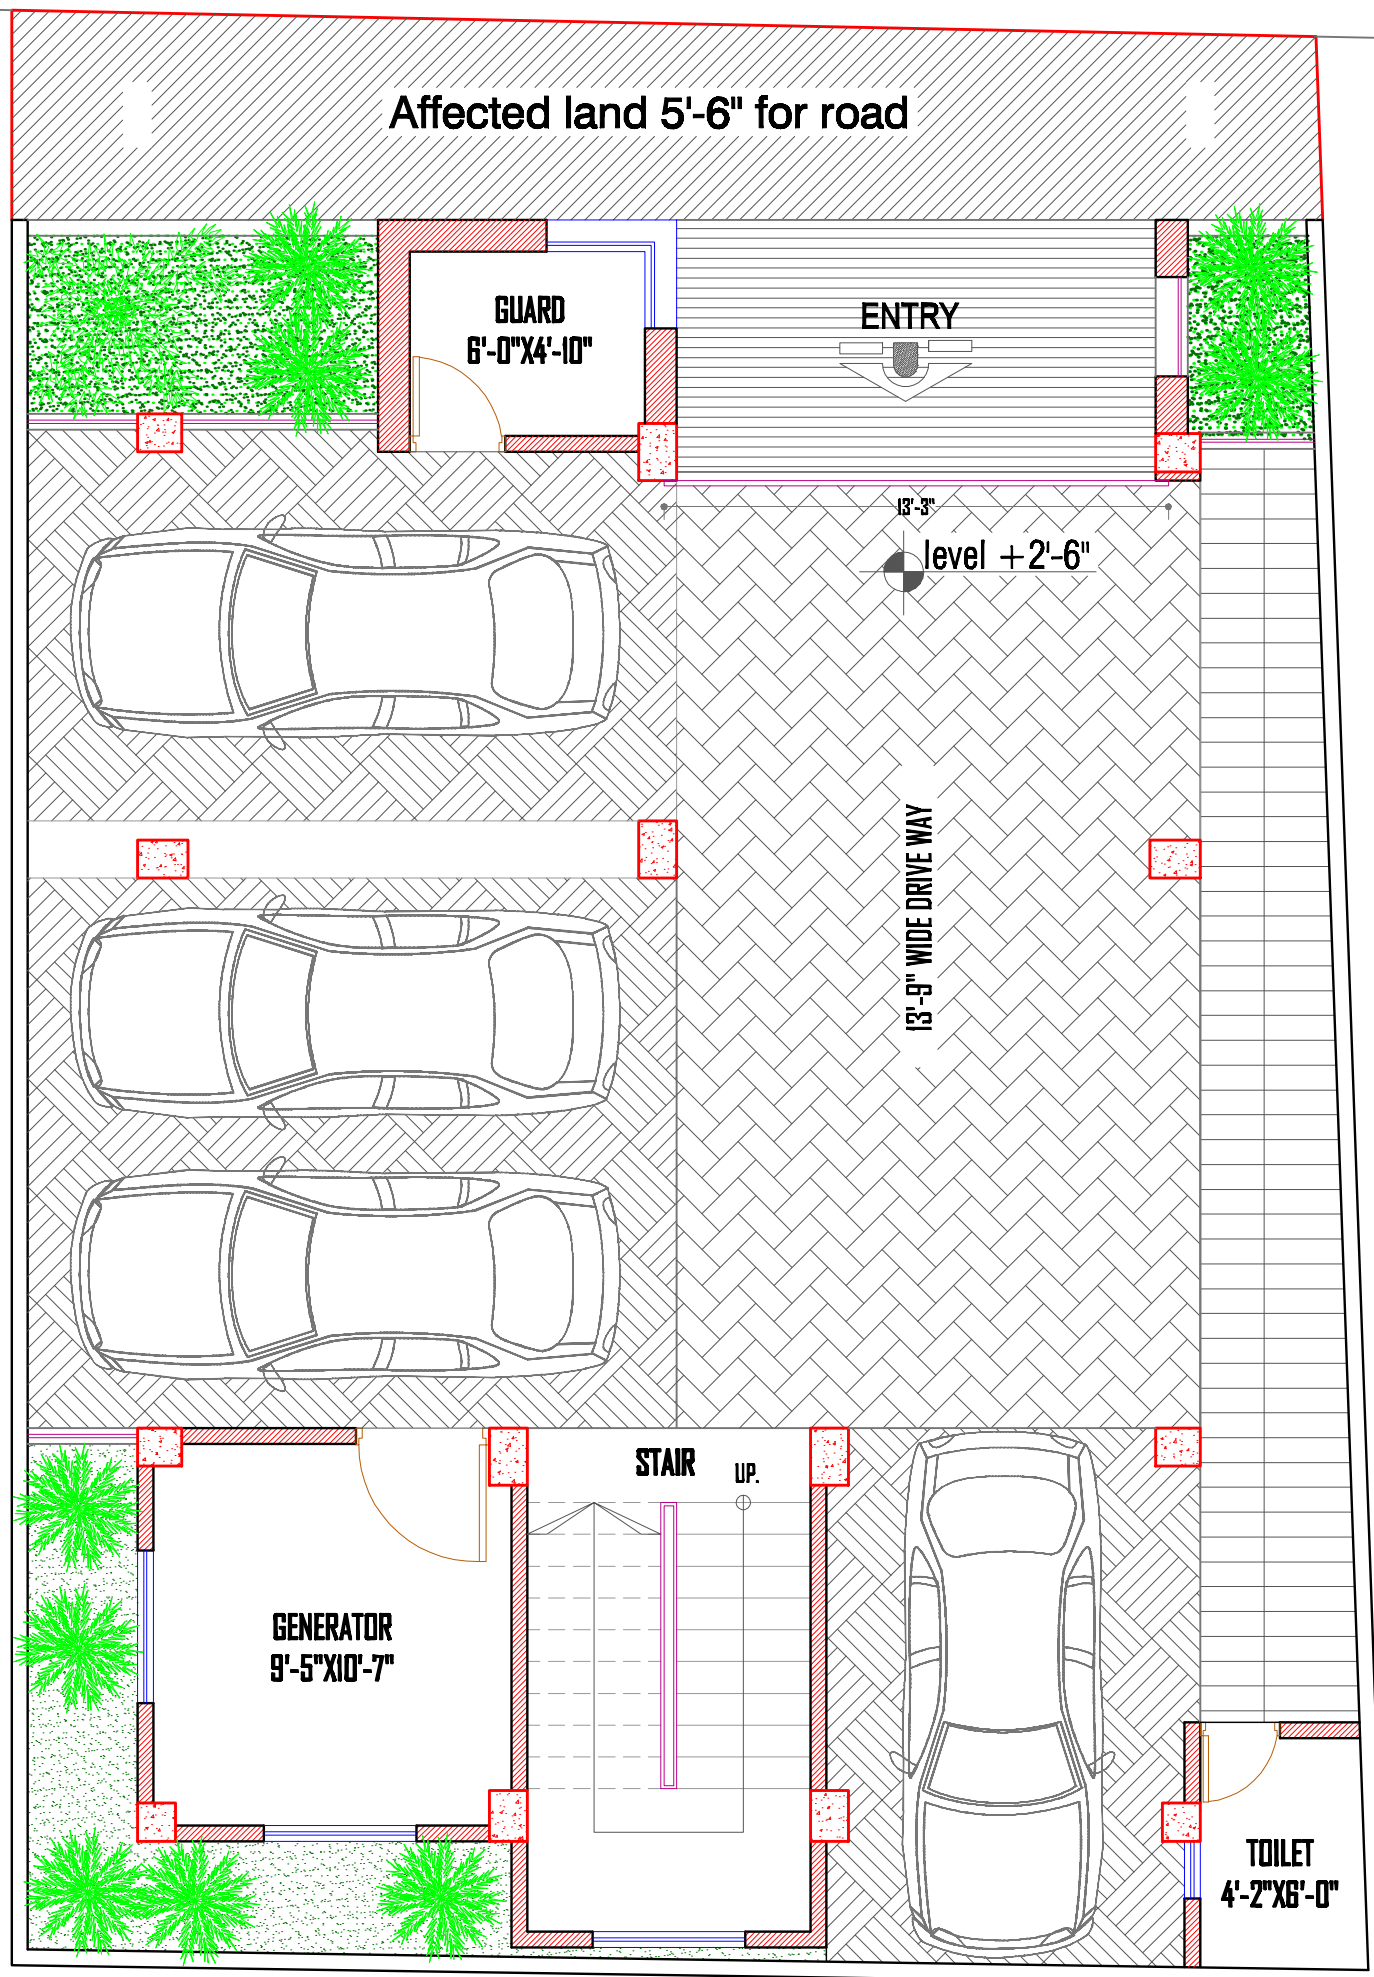 Affected land 5'-6" for road
GUARD
6'-0"X4'-10"
ENTRY
13'-3"
level +2'-6"
13'-9" WIDE DRIVE WAY
STAIR
UP.
GENERATOR
9'-5"X10'-7"
TOILET
4'-2"X6'-0"